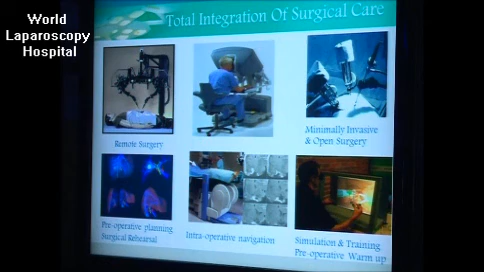 World
Laparoscopy
Hospital
Total Integration Of Surgical Care
Remote Surgery
Minimally Invasive
& Open Surgery
Pre-operative planning
Surgical Rehearsal
Intra-operative navigation
Simulation & Training
Pre-operative Warm up